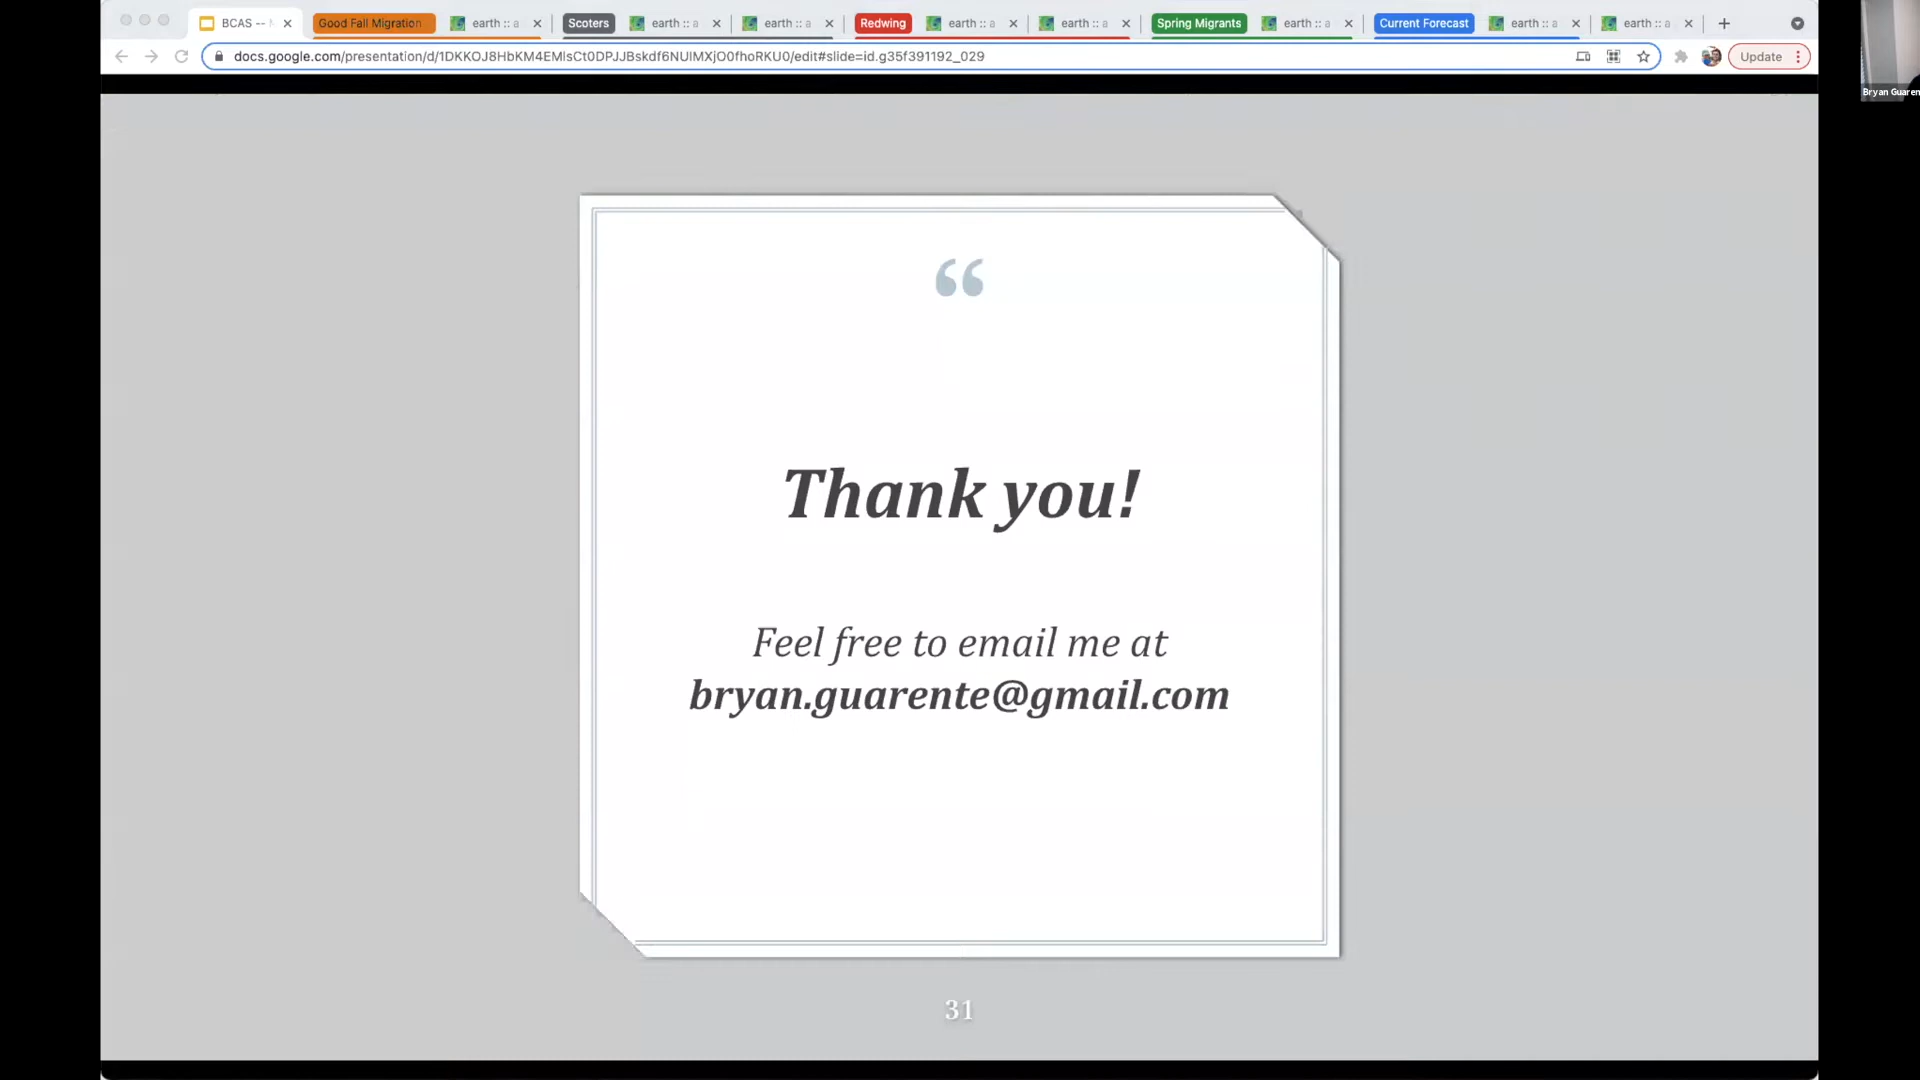 BCAS --
Good Fall Migration
earth :: a
Scoters
earth :: a
earth :: a
Redwing
earth :: a
earth :: a
Spring Migrants
earth :: a
Current Forecast
earth :: a
earth :: a
docs.google.com/presentation/d/1DKKOJ8HbKM4EMlsCt0DPJJBskdf6NUIMXjO0fhoRKU0/edit#slide=id.g35f391192_029
Update
Bryan Guaren
“
Thank you!
Feel free to email me at
bryan.guarente@gmail.com
31